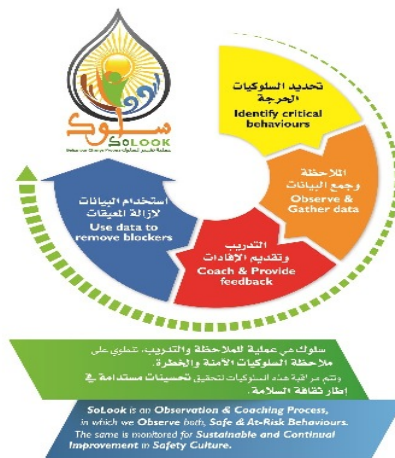 سلوك
SOLOOK
تحديد السلوكيات
الحرجة
Identify critical
behaviours
الملاحظة
وجمع البيانات
Observe &
Gather data
التدريب
وتقديم الإفادات
Coach & Provide
feedback
استخدام البيانات
لازالة المعيقات
Use data to
remove blockers
سلوك هي عملية للملاحظة والتدريب، تنطوي على
ملاحظة السلوكيات الآمنة والخطرة.
وتتم مراقبة هذه السلوكيات لتحقيق تحسينات مستدامة في
إطار ثقافة السلامة.
SoLook is an Observation & Coaching Process,
in which we Observe both, Safe & At-Risk Behaviours.
The same is monitored for Sustainable and Continual
Improvement in Safety Culture.